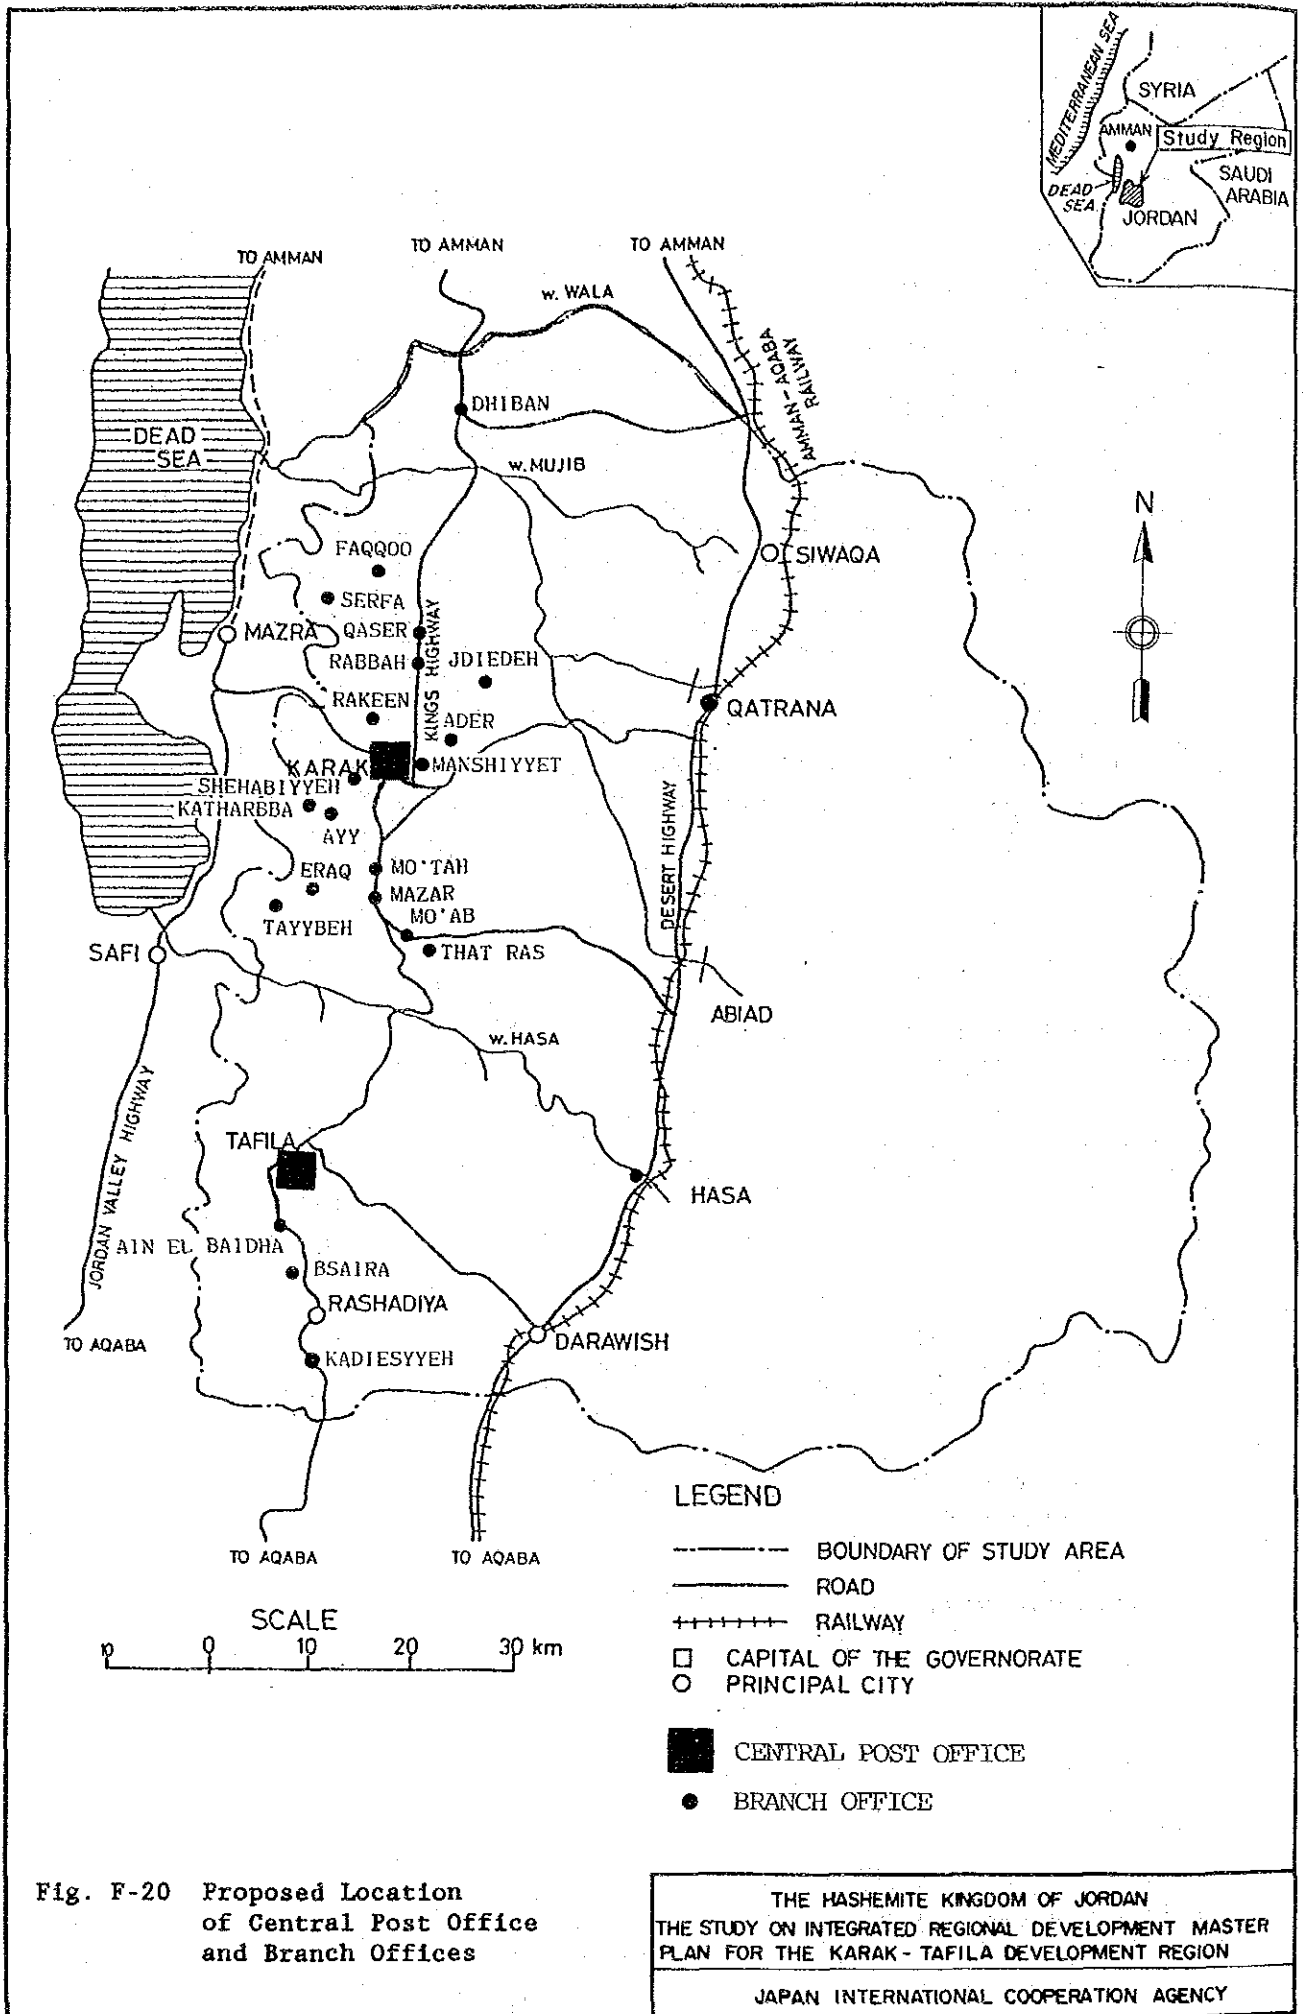 MEDITERRANEAN SEA
SYRIA
AMMAN
Study Region
DEAD
SEA
SAUDI
ARABIA
JORDAN
TO AMMAN
TO AMMAN
TO AMMAN
W. WALA
AMMAN-AQABA
RAILWAY
DHIBAN
DEAD
SEA
W. MUJIB
N
FAQQOO
SIWAQA
SERFA
MAZRA
QASER
RABBAH
KINGS HIGHWAY
JDIEDEH
RAKEEN
QATRANA
ADER
KARAK
MANSHIYYET
SHEHABIYYEH
KATHARBBA
AYY
DESERT HIGHWAY
ERAQ
MO'TAH
MAZAR
MO'AB
TAYYBEH
THAT RAS
SAFI
ABIAD
W. HASA
JORDAN VALLEY HIGHWAY
TAFILA
HASA
AIN EL BAIDHA
BSAIRA
RASHADIYA
DARAWISH
TO AQABA
KADIESYYEH
TO AQABA
TO AQABA
LEGEND
BOUNDARY OF STUDY AREA
ROAD
RAILWAY
CAPITAL OF THE GOVERNORATE
PRINCIPAL CITY
CENTRAL POST OFFICE
BRANCH OFFICE
SCALE
10 0 10 20 30 km
Fig. F-20 Proposed Location
of Central Post Office
and Branch Offices
THE HASHEMITE KINGDOM OF JORDAN
THE STUDY ON INTEGRATED REGIONAL DEVELOPMENT MASTER
PLAN FOR THE KARAK - TAFILA DEVELOPMENT REGION
JAPAN INTERNATIONAL COOPERATION AGENCY